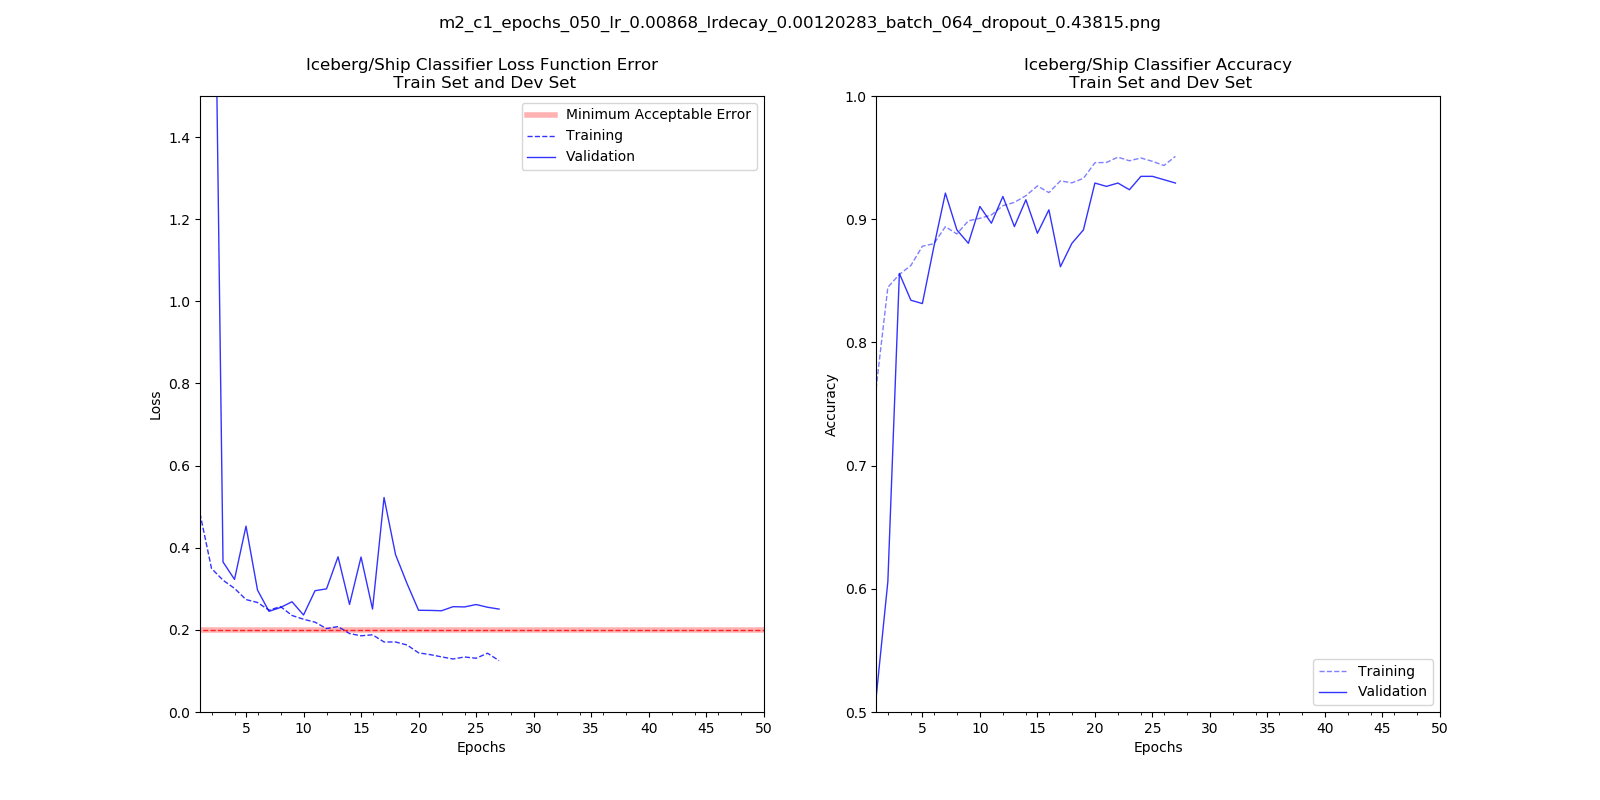 m2_c1_epochs_050_lr_0.00868_lrdecay_0.00120283_batch_064_dropout_0.43815.png
Iceberg/Ship Classifier Loss Function Error
Train Set and Dev Set
Minimum Acceptable Error
Training
Validation
1.4
1.2
1.0
0.8
0.6
0.4
0.2
0.0
Loss
5 10 15 20 25 30 35 40 45 50
Epochs
Iceberg/Ship Classifier Accuracy
Train Set and Dev Set
1.0
0.9
0.8
0.7
0.6
0.5
Accuracy
Training
Validation
5 10 15 20 25 30 35 40 45 50
Epochs